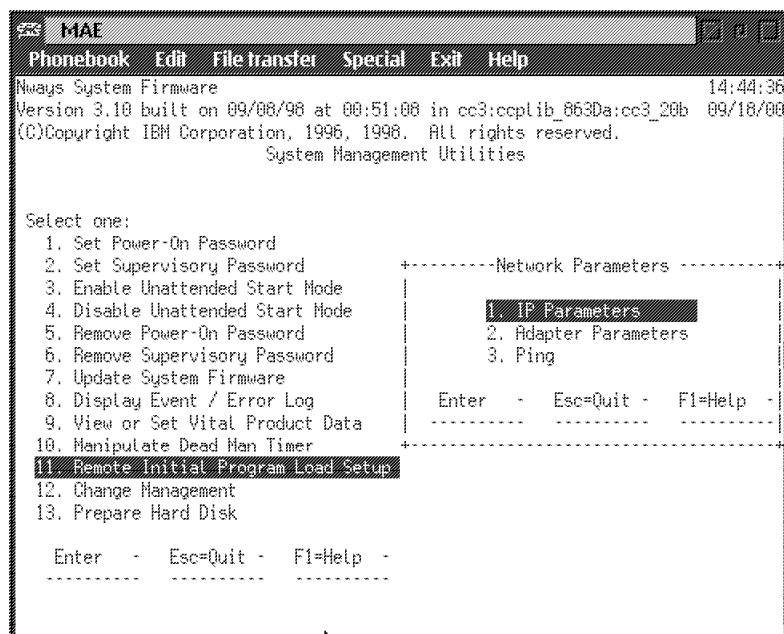 MAE
Phonebook Edit File transfer Special Exit Help
Nways System Firmware 14:44:36
Version 3.10 built on 09/08/98 at 00:51:08 in cc3:ccplib_863Da:cc3_20b 09/18/00
(C)Copyright IBM Corporation, 1996, 1998. All rights reserved.
System Management Utilities
Select one:
1. Set Power-On Password
2. Set Supervisory Password
3. Enable Unattended Start Mode
4. Disable Unattended Start Mode
5. Remove Power-On Password
6. Remove Supervisory Password
7. Update System Firmware
8. Display Event / Error Log
9. View or Set Vital Product Data
10. Manipulate Dead Man Timer
11. Remote Initial Program Load Setup
12. Change Management
13. Prepare Hard Disk
Enter - Esc=Quit - F1=Help -
Network Parameters
1. IP Parameters
2. Adapter Parameters
3. Ping
Enter - Esc=Quit - F1=Help -